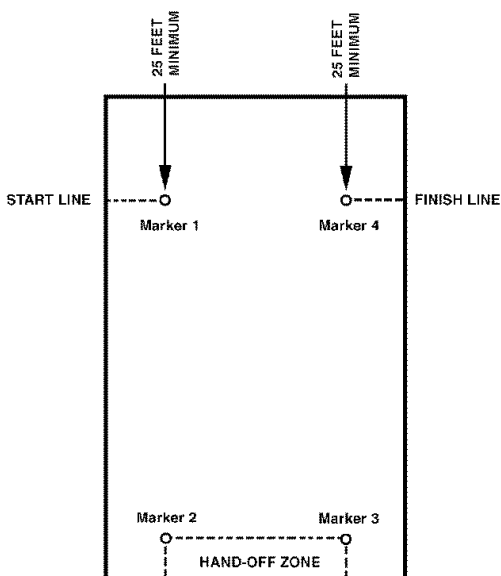 25 FEET
MINIMUM
25 FEET
MINIMUM
START LINE
FINISH LINE
Marker 1
Marker 4
Marker 2
Marker 3
HAND-OFF ZONE